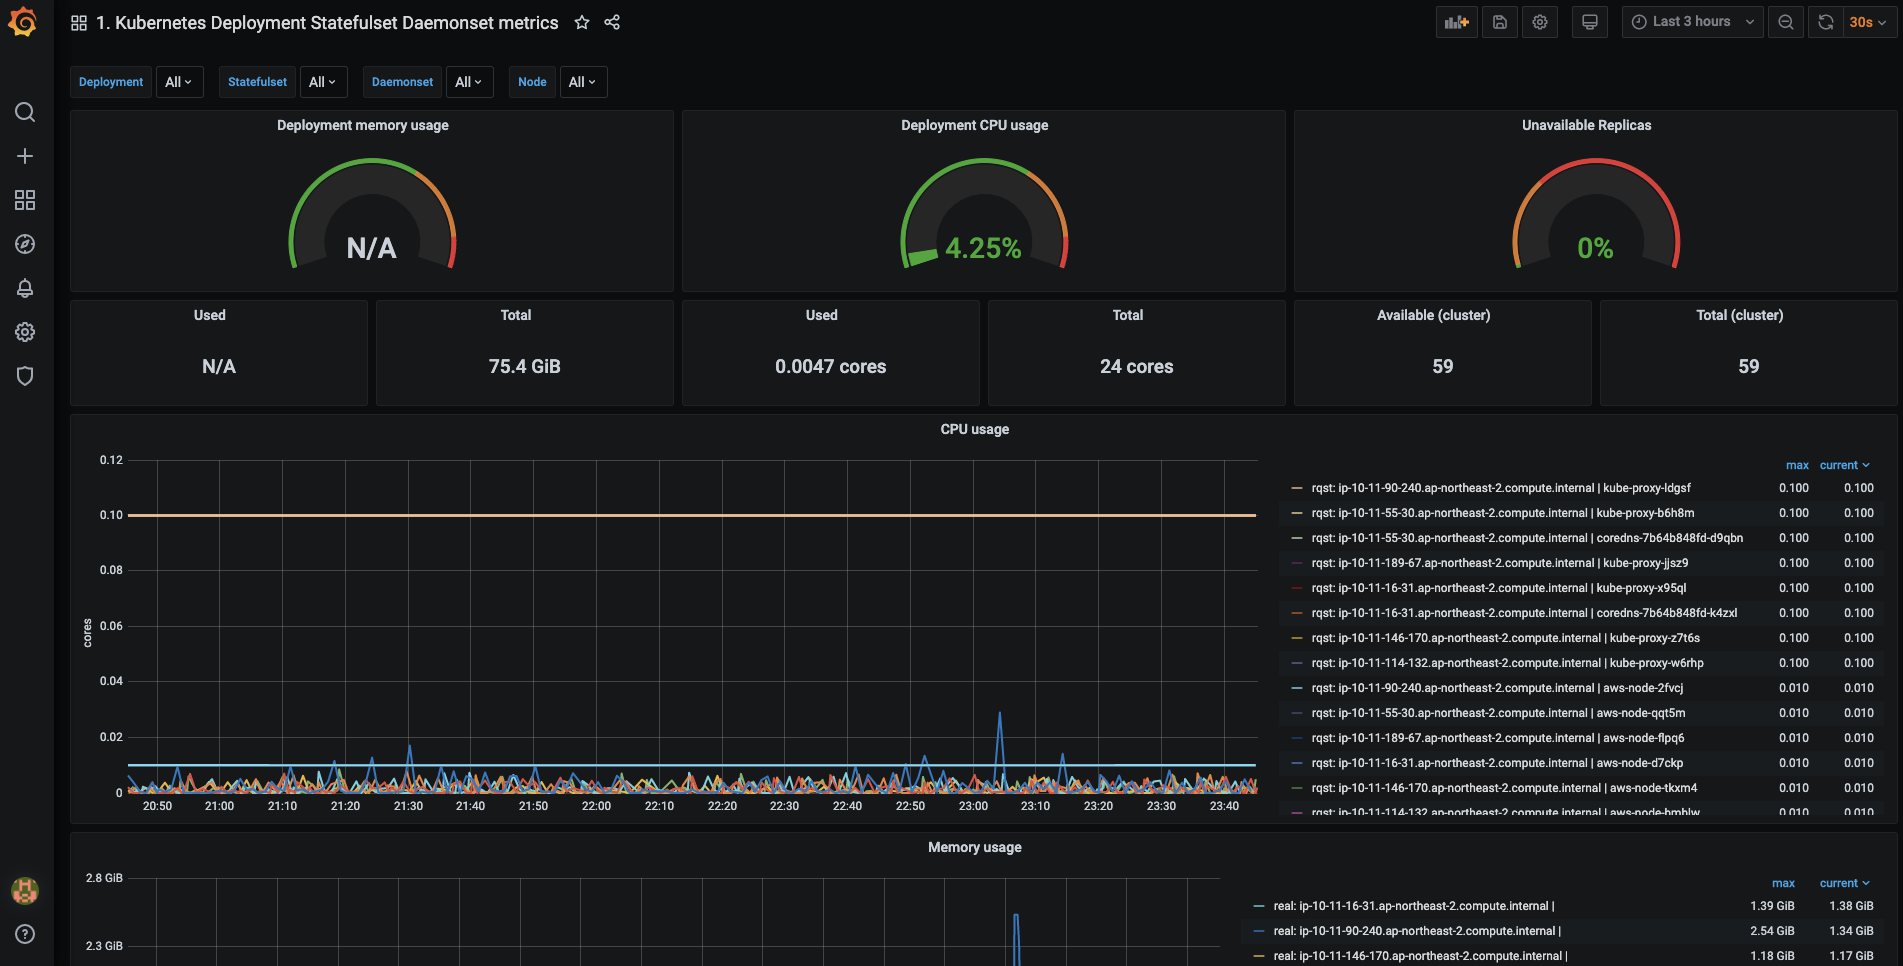 1. Kubernetes Deployment Statefulset Daemonset metrics
Last 3 hours
30s
Deployment All Statefulset All Daemonset All Node All
Deployment memory usage
N/A
Deployment CPU usage
4.25%
Unavailable Replicas
0%
Used
N/A
Total
75.4 GiB
Used
0.0047 cores
Total
24 cores
Available (cluster)
59
Total (cluster)
59
CPU usage
cores
0.12
0.10
0.08
0.06
0.04
0.02
0
20:50 21:00 21:10 21:20 21:30 21:40 21:50 22:00 22:10 22:20 22:30 22:40 22:50 23:00 23:10 23:20 23:30 23:40
max current
rqst: ip-10-11-90-240.ap-northeast-2.compute.internal | kube-proxy-ldgsf 0.100 0.100
rqst: ip-10-11-55-30.ap-northeast-2.compute.internal | kube-proxy-b6h8m 0.100 0.100
rqst: ip-10-11-55-30.ap-northeast-2.compute.internal | coredns-7b64b848fd-d9qbn 0.100 0.100
rqst: ip-10-11-189-67.ap-northeast-2.compute.internal | kube-proxy-jjsz9 0.100 0.100
rqst: ip-10-11-16-31.ap-northeast-2.compute.internal | kube-proxy-x95ql 0.100 0.100
rqst: ip-10-11-16-31.ap-northeast-2.compute.internal | coredns-7b64b848fd-k4zxl 0.100 0.100
rqst: ip-10-11-146-170.ap-northeast-2.compute.internal | kube-proxy-z7t6s 0.100 0.100
rqst: ip-10-11-114-132.ap-northeast-2.compute.internal | kube-proxy-w6rhp 0.100 0.100
rqst: ip-10-11-90-240.ap-northeast-2.compute.internal | aws-node-2fvcj 0.010 0.010
rqst: ip-10-11-55-30.ap-northeast-2.compute.internal | aws-node-qqt5m 0.010 0.010
rqst: ip-10-11-189-67.ap-northeast-2.compute.internal | aws-node-flpq6 0.010 0.010
rqst: ip-10-11-16-31.ap-northeast-2.compute.internal | aws-node-d7ckp 0.010 0.010
rqst: ip-10-11-146-170.ap-northeast-2.compute.internal | aws-node-tkxm4 0.010 0.010
rqst: ip-10-11-114-132.ap-northeast-2.compute.internal | 0.010 0.010
Memory usage
2.8 GiB
2.3 GiB
max current
real: ip-10-11-16-31.ap-northeast-2.compute.internal | 1.39 GiB 1.38 GiB
real: ip-10-11-90-240.ap-northeast-2.compute.internal | 2.54 GiB 1.34 GiB
real: ip-10-11-146-170.ap-northeast-2.compute.internal | 1.18 GiB 1.17 GiB